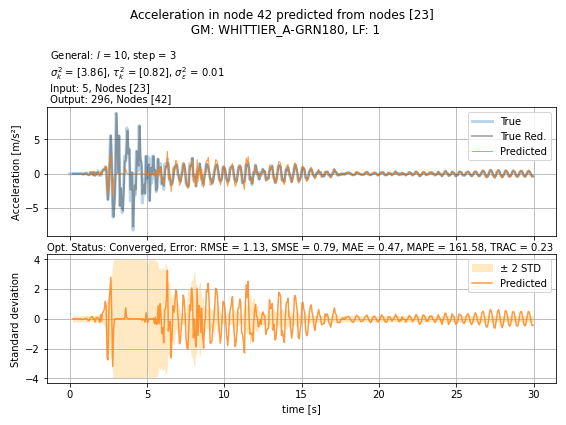 Acceleration in node 42 predicted from nodes [23]
GM: WHITTIER_A-GRN180, LF: 1
General: l = 10, step = 3
σ²ₖ = [3.86], τ²ₖ = [0.82], σ²ε = 0.01
Input: 5, Nodes [23]
Output: 296, Nodes [42]
Acceleration [m/s²]
5
0
−5
True
True Red.
Predicted
Opt. Status: Converged, Error: RMSE = 1.13, SMSE = 0.79, MAE = 0.47, MAPE = 161.58, TRAC = 0.23
Standard deviation
4
2
0
−2
−4
± 2 STD
Predicted
0 5 10 15 20 25 30
time [s]